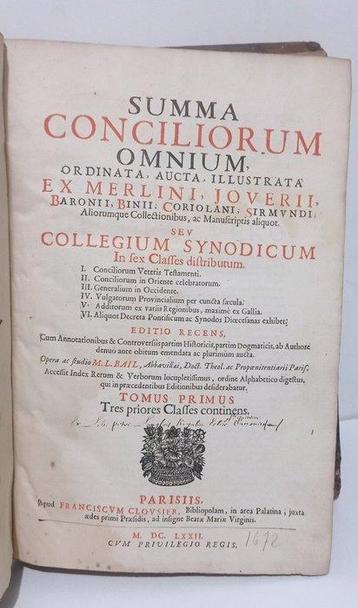 SUMMA
CONCILIORUM
OMNIUM,
ORDINATA, AUCTA, ILLUSTRATA
EX MERLINI, JOVERII,
BARONII, BINII, CORIOLANI, SIRMUNDI,
Aliorumque Collectionibus, ac Manuscriptis aliquot.
SEV
COLLEGIUM SYNODICUM
In sex Classes distributum.
I. Conciliorum Veteris Testamenti.
II. Conciliorum in Oriente celebratorum.
III. Generalium in Occidente.
IV. Vulgatorum Provincialium per cuncta sæcula.
V. Additorum ex variis Regionibus, maximè ex Gallia.
VI. Aliquot Decreta Pontificum ac Synodos Diœcesanas exhibet;
EDITIO RECENS,
Cum Annotationibus & Controversiis partim Historicis, partim Dogmaticis, ab Authore
denuò ante obitum emendata ac plurimùm aucta.
Opera ac studio M. L. BAIL, Abbavillæi, Doct. Theol. ac Propœnitentiarii Paris.
Accessit Index Rerum & Verborum locupletissimus, ordine Alphabetico digestus,
qui in præcedentibus Editionibus desiderabatur.
TOMUS PRIMUS
Tres priores Classes continens.
PARISIIS,
Apud FRANCISCVM CLOVSIER, Bibliopolam, in area Palatina, juxta
ædes primi Præsidis, ad insigne Beatæ Mariæ Virginis.
M. DC. LXXII.
CVM PRIVILEGIO REGIS.
1672